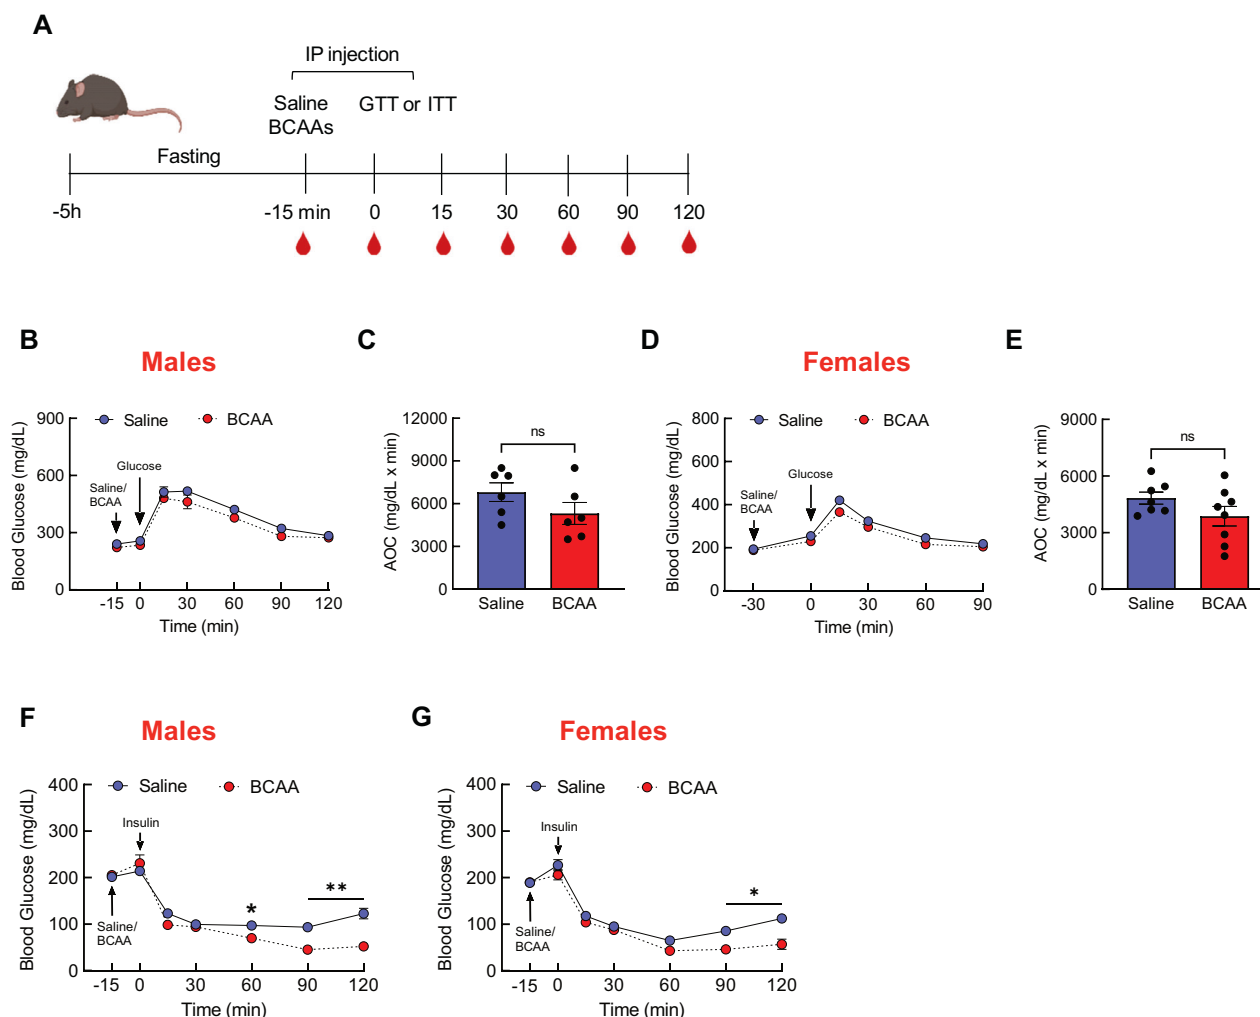 A
IP injection
Saline
BCAAs
GTT or ITT
Fasting
-5h
-15 min 0 15 30 60 90 120
B
Males
Saline BCAA
Blood Glucose (mg/dL)
900
600
300
0
Saline/
BCAA
Glucose
-15 0 30 60 90 120
Time (min)
C
AOC (mg/dL x min)
12000
9000
6000
3000
0
ns
Saline BCAA
D
Females
Saline BCAA
Blood Glucose (mg/dL)
800
600
400
200
0
Saline/
BCAA
Glucose
-30 0 30 60 90
Time (min)
E
AOC (mg/dL x min)
9000
6000
3000
0
ns
Saline BCAA
F
Males
Saline BCAA
Blood Glucose (mg/dL)
400
300
200
100
0
Insulin
Saline/
BCAA
*
**
-15 0 30 60 90 120
Time (min)
G
Females
Saline BCAA
Blood Glucose (mg/dL)
400
300
200
100
0
Insulin
Saline/
BCAA
*
-15 0 30 60 90 120
Time (min)